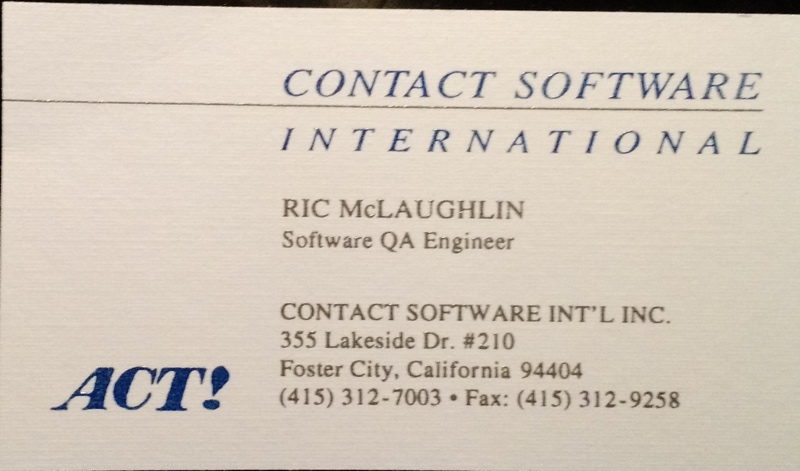 CONTACT SOFTWARE
INTERNATIONAL
RIC McLAUGHLIN
Software QA Engineer
CONTACT SOFTWARE INT'L INC.
355 Lakeside Dr. #210
Foster City, California 94404
(415) 312-7003 • Fax: (415) 312-9258
ACT!